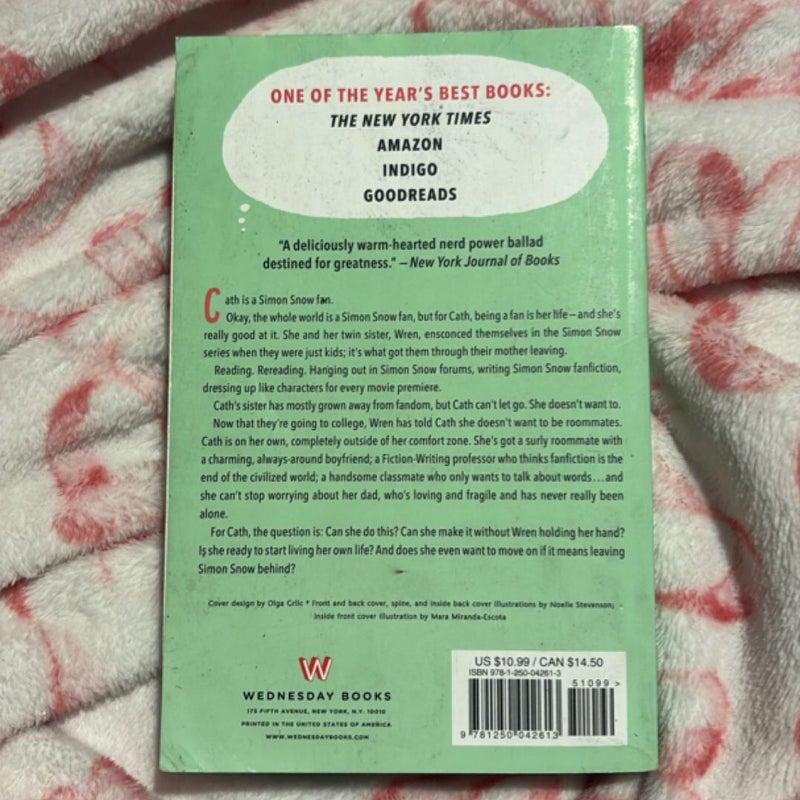 ONE OF THE YEAR'S BEST BOOKS:
THE NEW YORK TIMES
AMAZON
INDIGO
GOODREADS
"A deliciously warm-hearted nerd power ballad
destined for greatness." —New York Journal of Books
Cath is a Simon Snow fan.
Okay, the whole world is a Simon Snow fan, but for Cath, being a fan is her life—and she's
really good at it. She and her twin sister, Wren, ensconced themselves in the Simon Snow
series when they were just kids; it's what got them through their mother leaving.
Reading. Rereading. Hanging out in Simon Snow forums, writing Simon Snow fanfiction,
dressing up like characters for every movie premiere.
Cath's sister has mostly grown away from fandom, but Cath can't let go. She doesn't want to.
Now that they're going to college, Wren has told Cath she doesn't want to be roommates.
Cath is on her own, completely outside of her comfort zone. She's got a surly roommate with
a charming, always-around boyfriend; a Fiction-Writing professor who thinks fanfiction is the
end of the civilized world; a handsome classmate who only wants to talk about words...and
she can't stop worrying about her dad, who's loving and fragile and has never really been
alone.
For Cath, the question is: Can she do this? Can she make it without Wren holding her hand?
Is she ready to start living her own life? And does she even want to move on if it means leaving
Simon Snow behind?
Cover design by Olga Grlic * Front and back cover, spine, and inside back cover illustrations by Noelle Stevenson;
inside front cover illustration by Mara Miranda-Escota
W
WEDNESDAY BOOKS
175 FIFTH AVENUE, NEW YORK, N.Y. 10010
PRINTED IN THE UNITED STATES OF AMERICA
WWW.WEDNESDAYBOOKS.COM
US $10.99 / CAN $14.50
ISBN 978-1-250-04261-3
51099 >
9 781250 042613